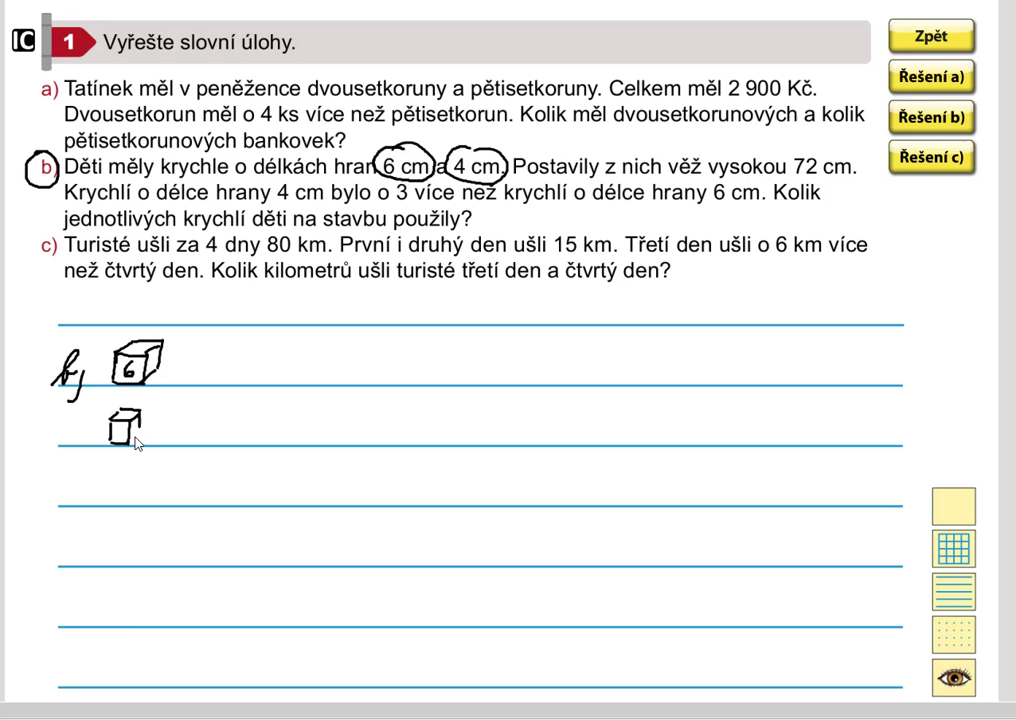 IC 1 Vyřešte slovní úlohy.
Zpět
Řešení a)
Řešení b)
Řešení c)
a) Tatínek měl v peněžence dvousetkoruny a pětisetkoruny. Celkem měl 2 900 Kč.
Dvousetkorun měl o 4 ks více než pětisetkorun. Kolik měl dvousetkorunových a kolik
pětisetkorunových bankovek?
b) Děti měly krychle o délkách hran 6 cm a 4 cm. Postavily z nich věž vysokou 72 cm.
Krychlí o délce hrany 4 cm bylo o 3 více než krychlí o délce hrany 6 cm. Kolik
jednotlivých krychlí děti na stavbu použily?
c) Turisté ušli za 4 dny 80 km. První i druhý den ušli 15 km. Třetí den ušli o 6 km více
než čtvrtý den. Kolik kilometrů ušli turisté třetí den a čtvrtý den?
b) 6